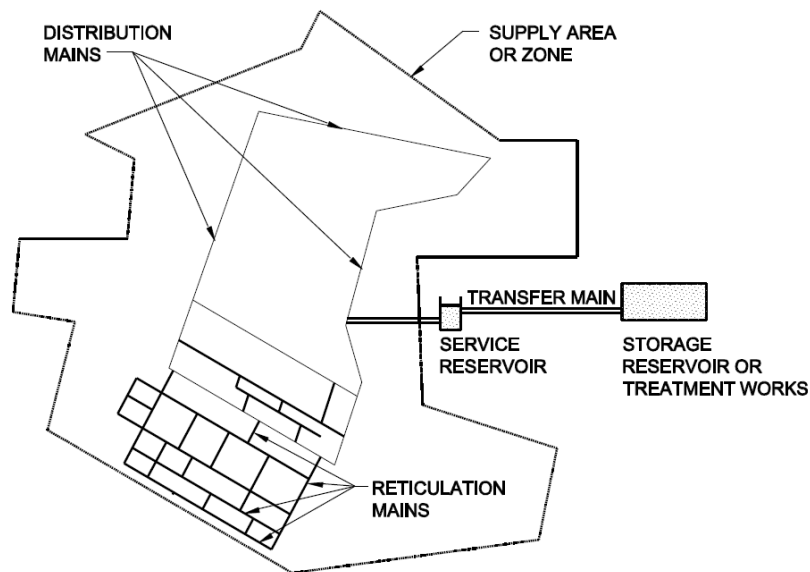 DISTRIBUTION
MAINS
SUPPLY AREA
OR ZONE
TRANSFER MAIN
SERVICE
RESERVOIR
STORAGE
RESERVOIR OR
TREATMENT WORKS
RETICULATION
MAINS